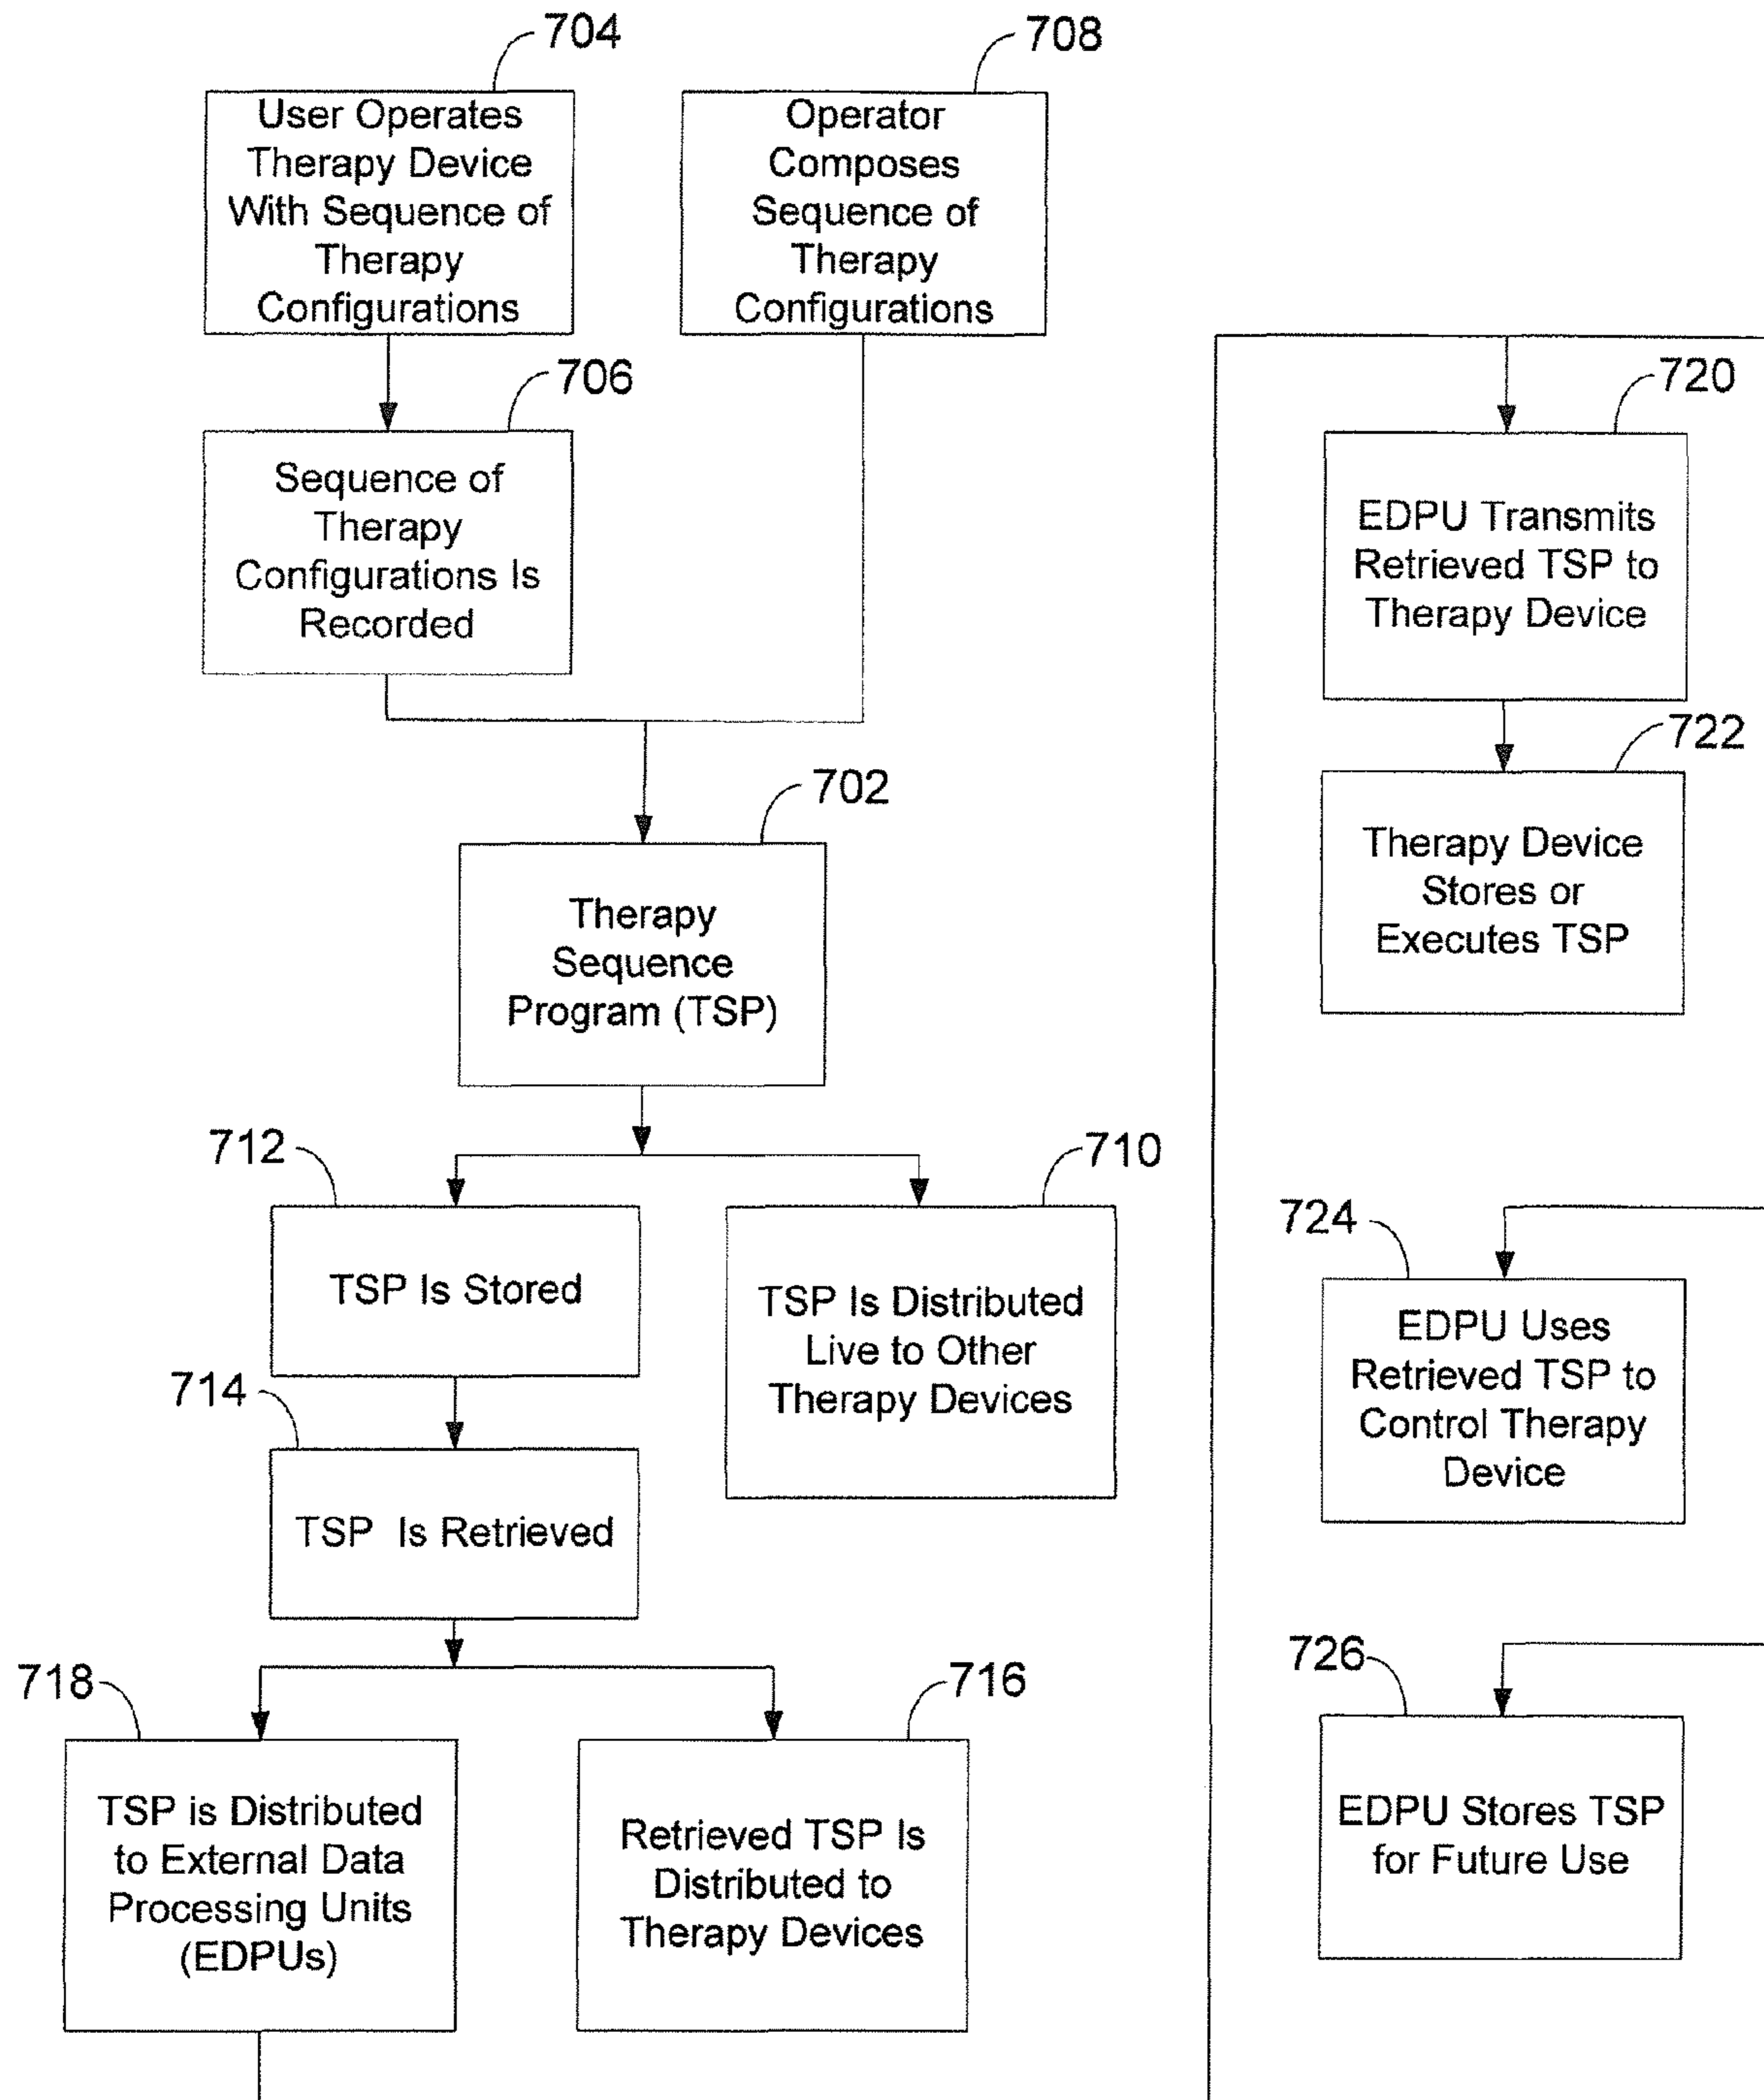 704
User Operates
Therapy Device
With Sequence of
Therapy
Configurations
708
Operator
Composes
Sequence of
Therapy
Configurations
706
Sequence of
Therapy
Configurations Is
Recorded
702
Therapy
Sequence
Program (TSP)
712
TSP Is Stored
710
TSP Is Distributed
Live to Other
Therapy Devices
714
TSP Is Retrieved
718
TSP is Distributed
to External Data
Processing Units
(EDPUs)
716
Retrieved TSP Is
Distributed to
Therapy Devices
720
EDPU Transmits
Retrieved TSP to
Therapy Device
722
Therapy Device
Stores or
Executes TSP
724
EDPU Uses
Retrieved TSP to
Control Therapy
Device
726
EDPU Stores TSP
for Future Use